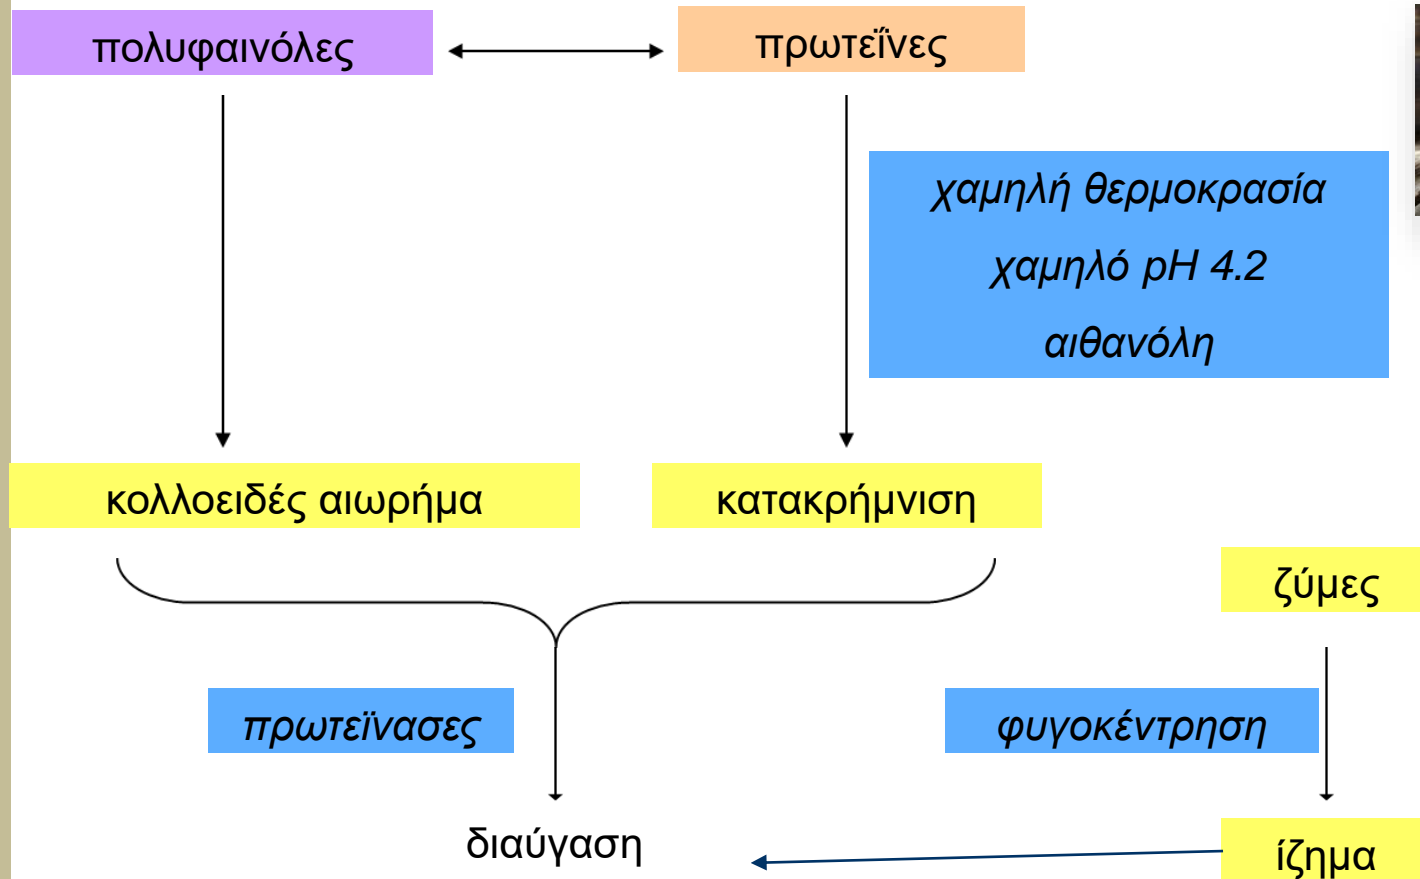 πολυφαινόλες
πρωτεΐνες
χαμηλή θερμοκρασία
χαμηλό pH 4.2
αιθανόλη
κολλοειδές αιωρήμα
κατακρήμνιση
ζύμες
πρωτεϊνασες
φυγοκέντρηση
διαύγαση
ίζημα